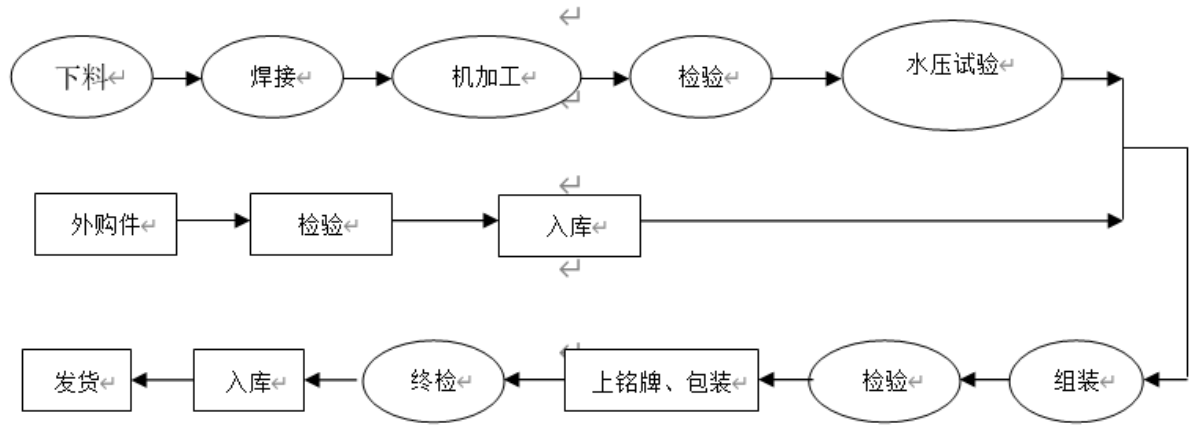 下料
焊接
机加工
检验
水压试验
外购件
检验
入库
发货
入库
终检
上铭牌、包装
检验
组装